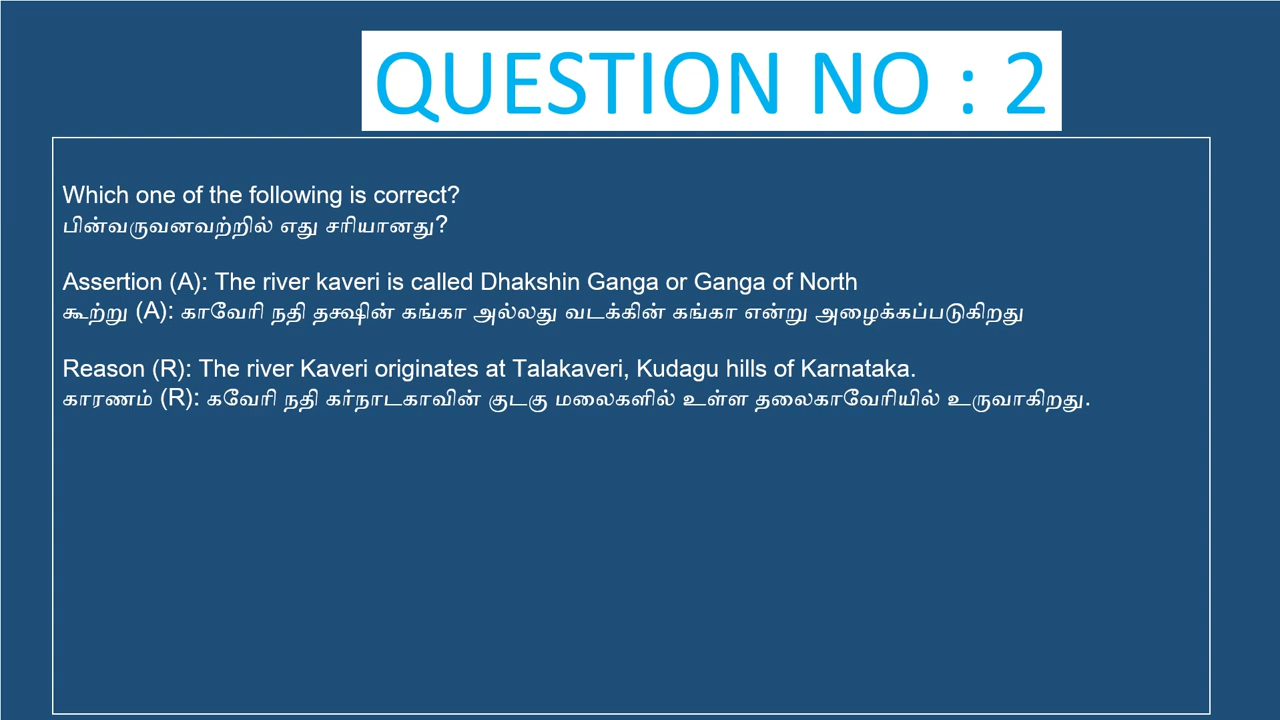 QUESTION NO : 2
Which one of the following is correct?
பின்வருவனவற்றில் எது சரியானது?
Assertion (A): The river kaveri is called Dhakshin Ganga or Ganga of North
கூற்று (A): காவேரி நதி தக்ஷின் கங்கா அல்லது வடக்கின் கங்கா என்று அழைக்கப்படுகிறது
Reason (R): The river Kaveri originates at Talakaveri, Kudagu hills of Karnataka.
காரணம் (R): கவேரி நதி கர்நாடகாவின் குடகு மலைகளில் உள்ள தலைகாவேரியில் உருவாகிறது.